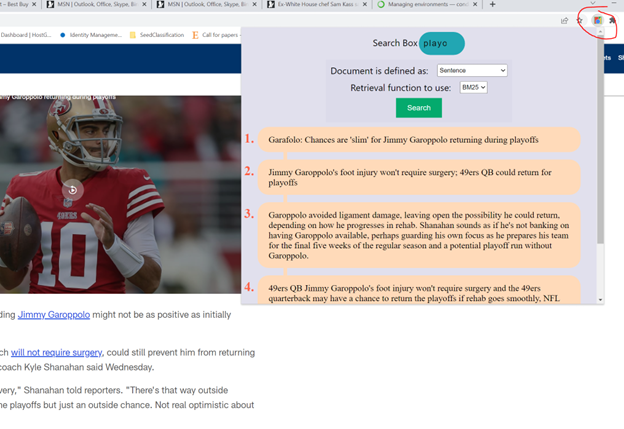 – Best Buy
MSN | Outlook, Office, Skype, Bi
MSN | Outlook, Office, Skype, Bi
Ex-White House chef Sam Kass
Managing environments — con
Dashboard | HostG...
Identity Manageme...
SeedClassification
Call for papers
Search Box playo
Document is defined as: Sentence
Retrieval function to use: BM25
Search
1. Garafolo: Chances are 'slim' for Jimmy Garoppolo returning during playoffs
2. Jimmy Garoppolo's foot injury won't require surgery; 49ers QB could return for
playoffs
3. Garoppolo avoided ligament damage, leaving open the possibility he could return,
depending on how he progresses in rehab. Shanahan sounds as if he's not banking on
having Garoppolo available, perhaps guarding his own focus as he prepares his team
for the final five weeks of the regular season and a potential playoff run without
Garoppolo.
4. 49ers QB Jimmy Garoppolo's foot injury won't require surgery and the 49ers
quarterback may have a chance to return the playoffs if rehab goes smoothly, NFL
my Garoppolo returning during playoffs
49ERS
10
ding Jimmy Garoppolo might not be as positive as initially
ch will not require surgery, could still prevent him from returning
coach Kyle Shanahan said Wednesday.
very," Shanahan told reporters. "There's that way outside
he playoffs but just an outside chance. Not real optimistic about